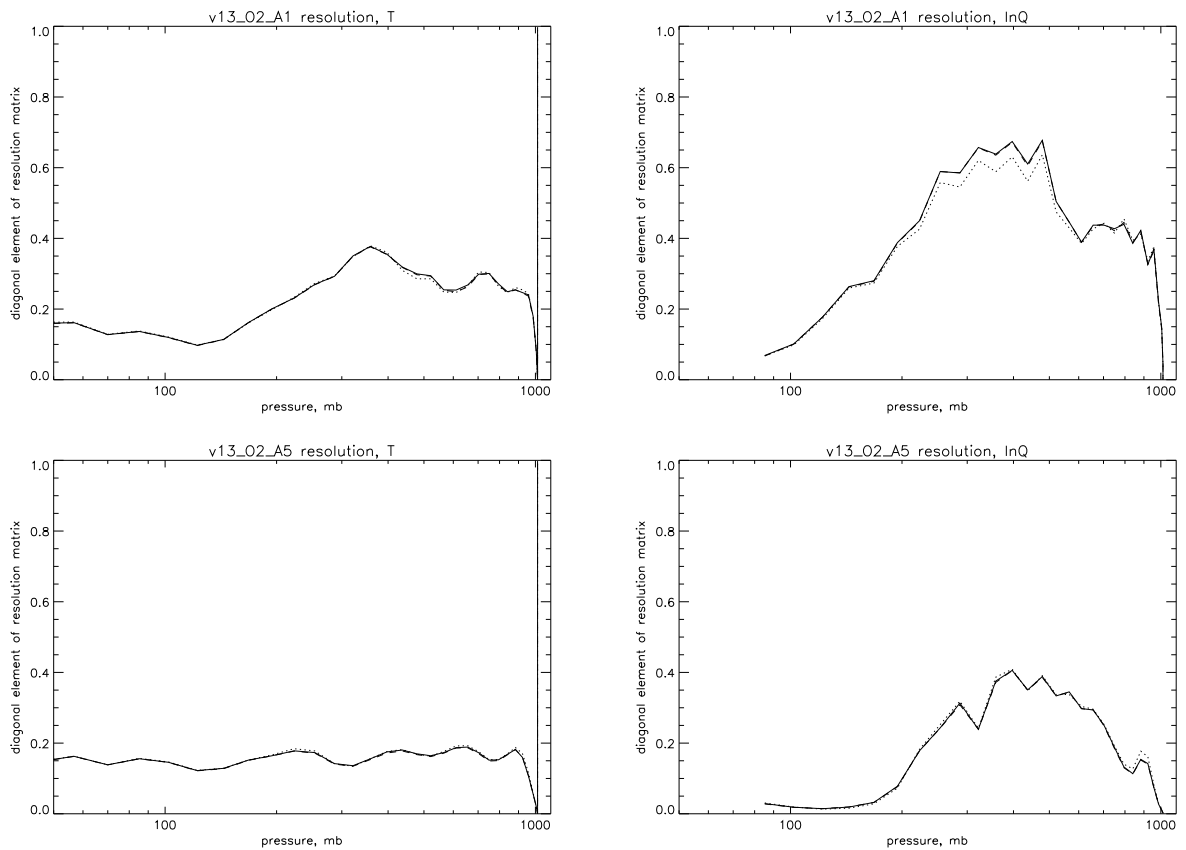 v13_02_A1 resolution, T
diagonal element of resolution matrix
1.0
0.8
0.6
0.4
0.2
0.0
100
1000
pressure, mb
v13_02_A1 resolution, lnQ
diagonal element of resolution matrix
1.0
0.8
0.6
0.4
0.2
0.0
100
1000
pressure, mb
v13_02_A5 resolution, T
diagonal element of resolution matrix
1.0
0.8
0.6
0.4
0.2
0.0
100
1000
pressure, mb
v13_02_A5 resolution, lnQ
diagonal element of resolution matrix
1.0
0.8
0.6
0.4
0.2
0.0
100
1000
pressure, mb